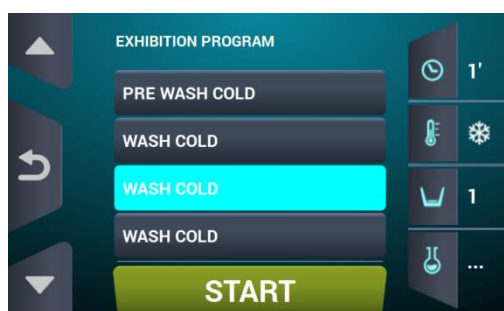 EXHIBITION PROGRAM
PRE WASH COLD
WASH COLD
WASH COLD
WASH COLD
START
1'
1
...